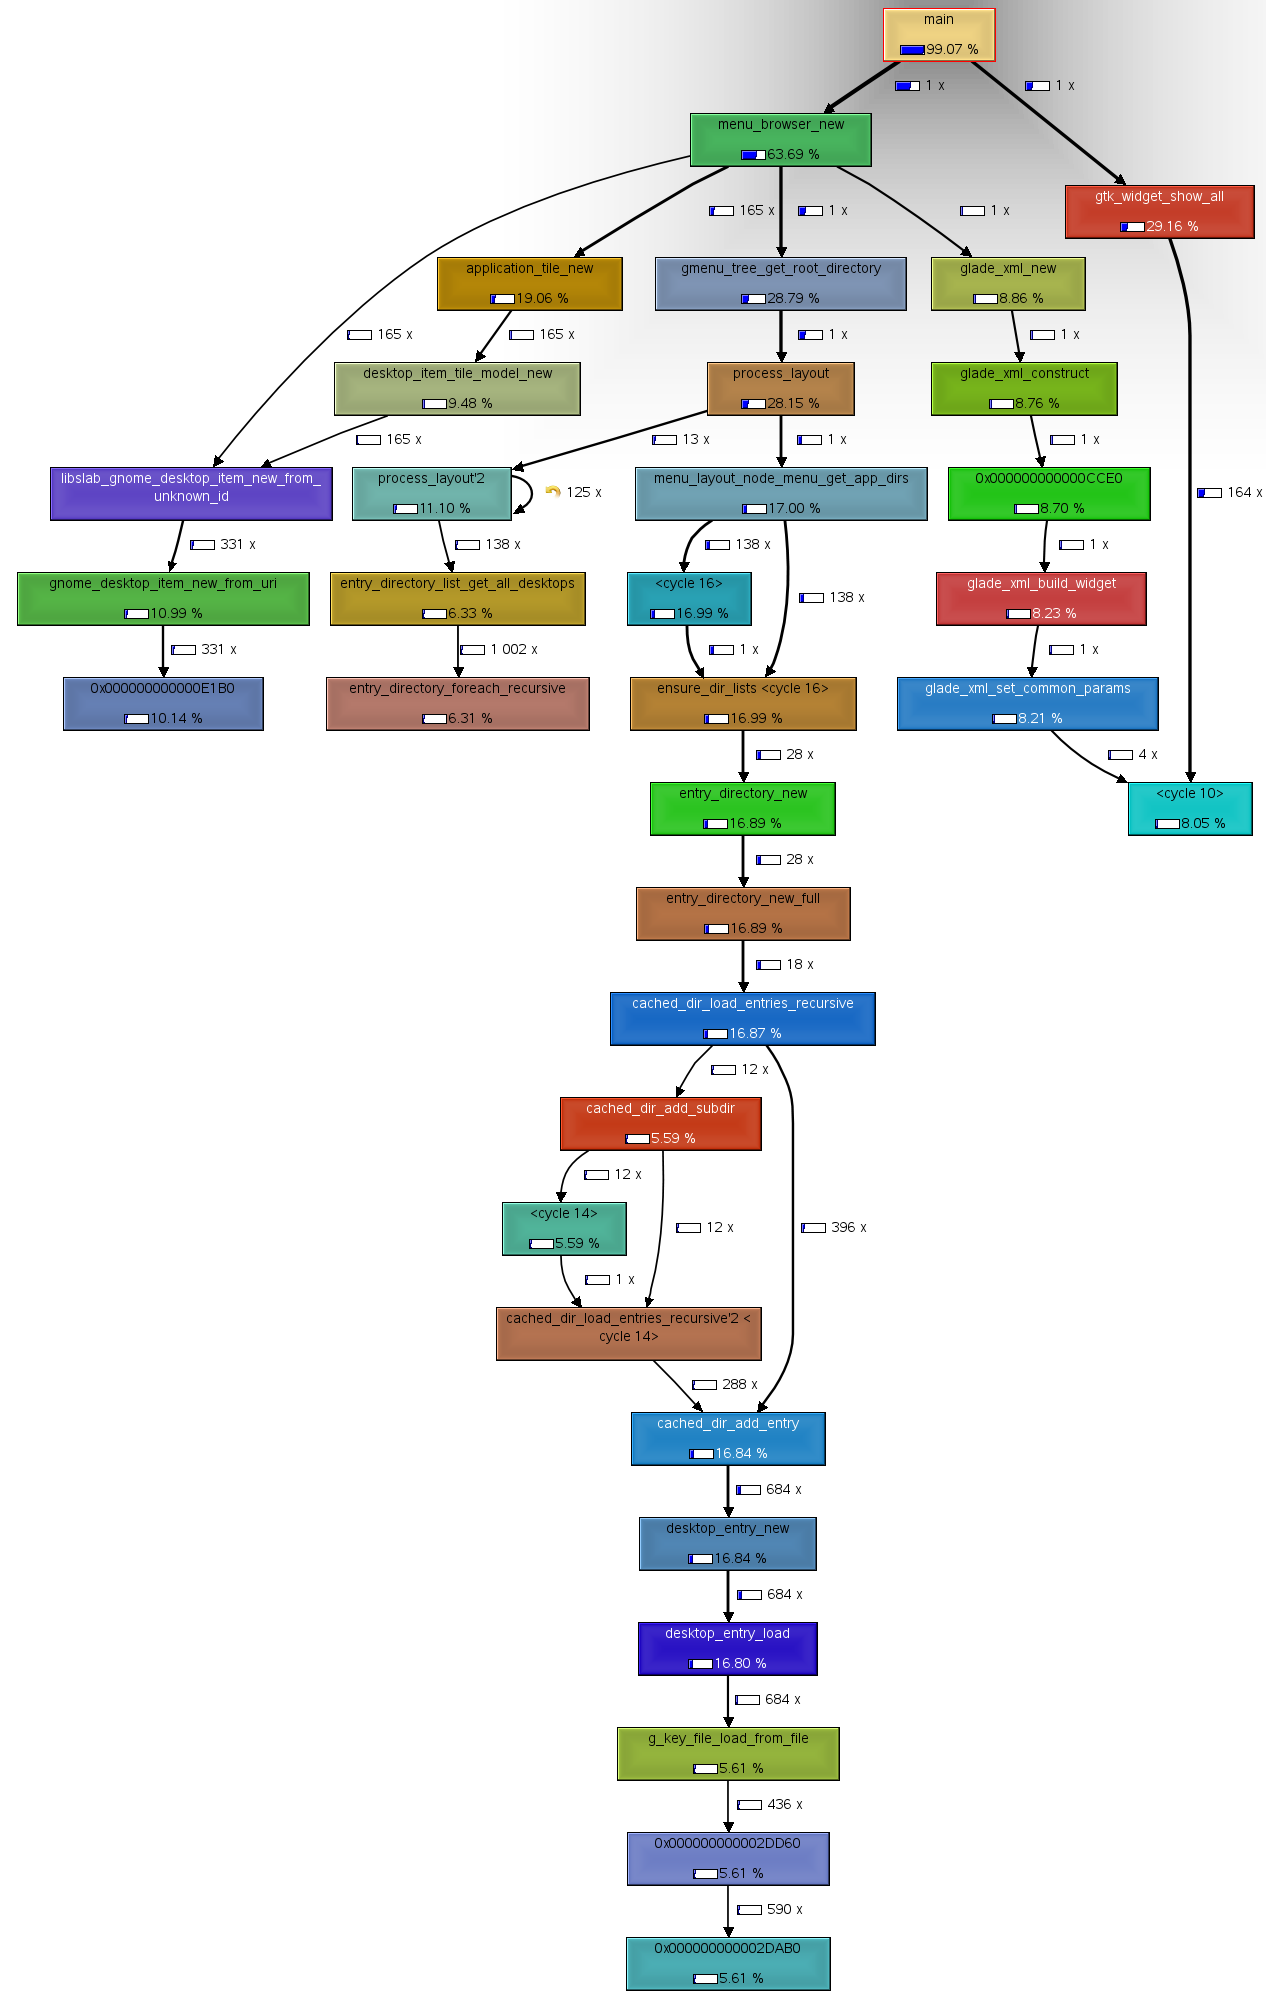 main
99.07 %
1 x
1 x
menu_browser_new
63.69 %
gtk_widget_show_all
29.16 %
165 x
1 x
1 x
application_tile_new
19.06 %
gmenu_tree_get_root_directory
28.79 %
glade_xml_new
8.86 %
165 x
165 x
1 x
1 x
desktop_item_tile_model_new
9.48 %
process_layout
28.15 %
glade_xml_construct
8.76 %
165 x
13 x
1 x
1 x
libslab_gnome_desktop_item_new_from_
unknown_id
process_layout'2
11.10 %
125 x
menu_layout_node_menu_get_app_dirs
17.00 %
0x000000000000CCE0
8.70 %
164 x
331 x
138 x
138 x
1 x
gnome_desktop_item_new_from_uri
10.99 %
entry_directory_list_get_all_desktops
6.33 %
<cycle 16>
16.99 %
138 x
glade_xml_build_widget
8.23 %
331 x
1 002 x
1 x
1 x
0x000000000000E1B0
10.14 %
entry_directory_foreach_recursive
6.31 %
ensure_dir_lists <cycle 16>
16.99 %
glade_xml_set_common_params
8.21 %
28 x
4 x
entry_directory_new
16.89 %
<cycle 10>
8.05 %
28 x
entry_directory_new_full
16.89 %
18 x
cached_dir_load_entries_recursive
16.87 %
12 x
cached_dir_add_subdir
5.59 %
12 x
<cycle 14>
5.59 %
12 x
396 x
1 x
cached_dir_load_entries_recursive'2 <
cycle 14>
288 x
cached_dir_add_entry
16.84 %
684 x
desktop_entry_new
16.84 %
684 x
desktop_entry_load
16.80 %
684 x
g_key_file_load_from_file
5.61 %
436 x
0x000000000002DD60
5.61 %
590 x
0x000000000002DAB0
5.61 %